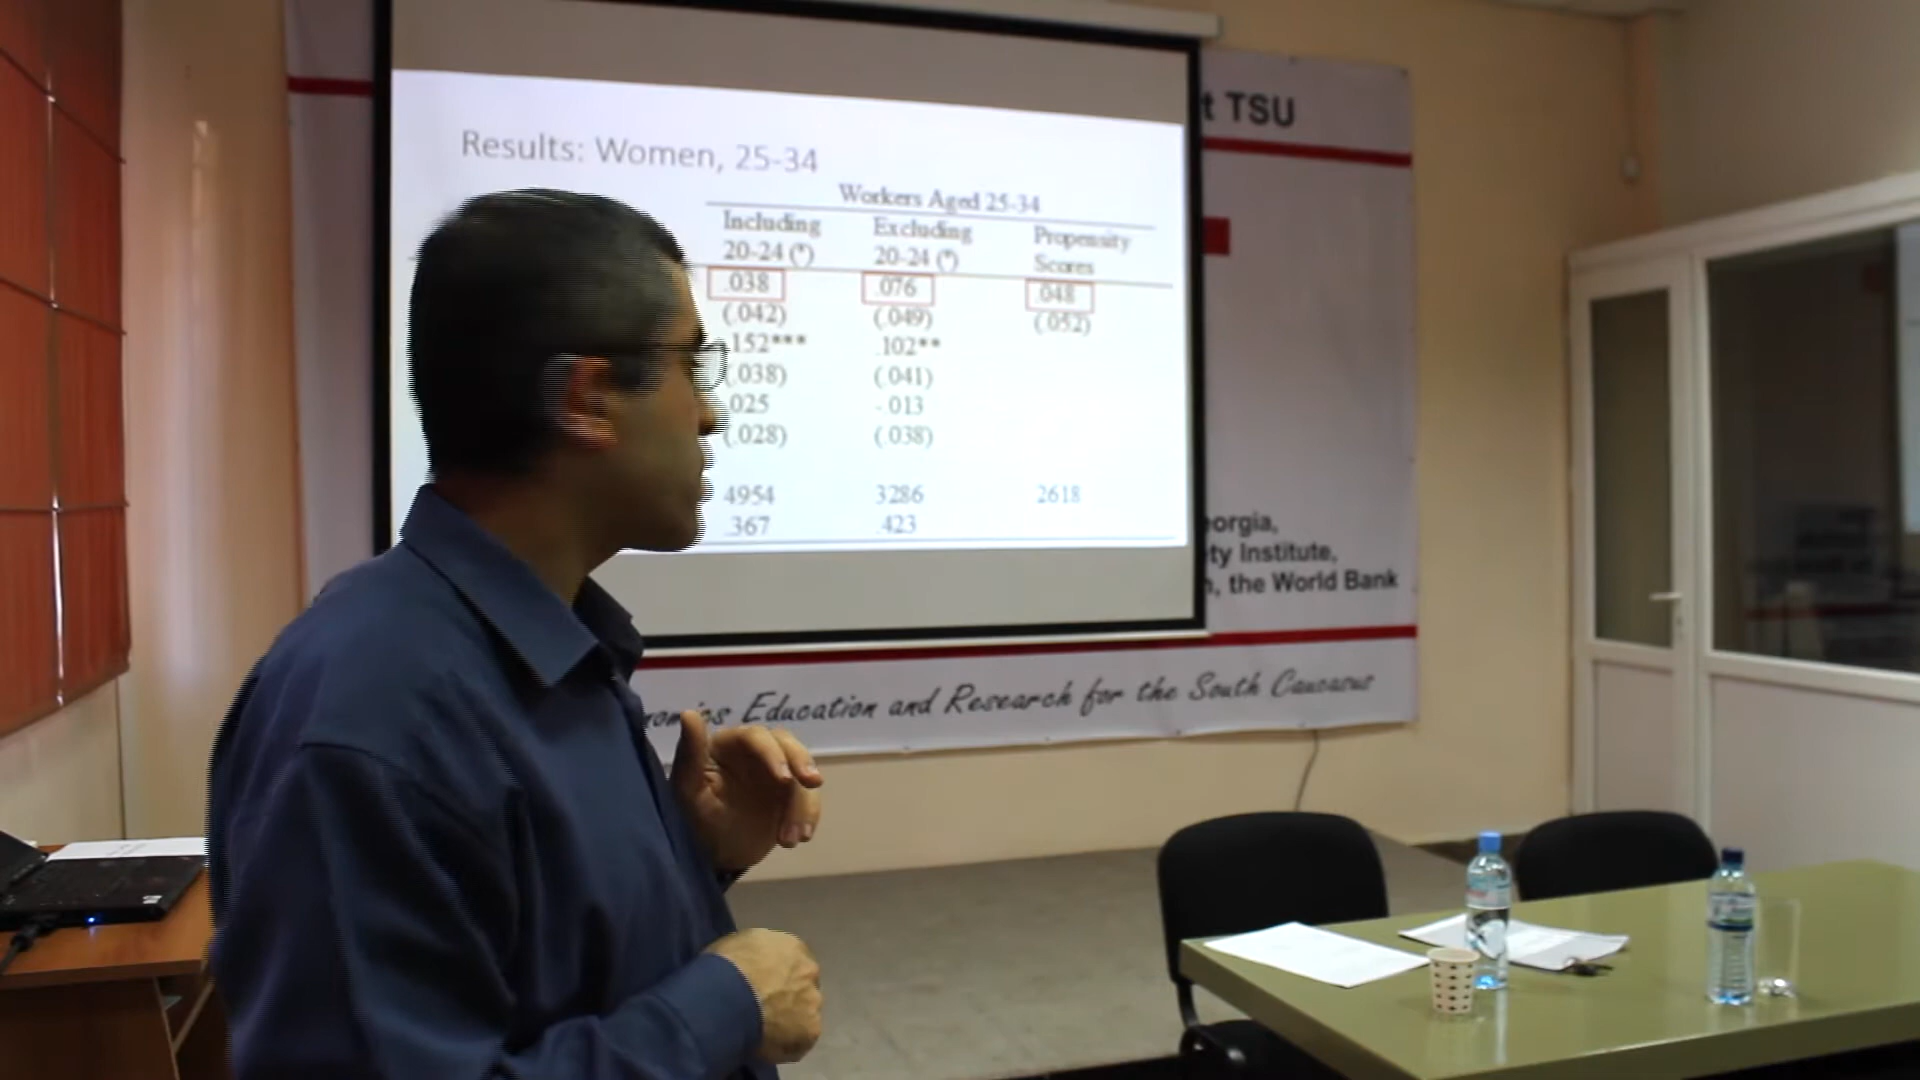 t TSU
Results: Women, 25-34
Workers Aged 25-34
Including Excluding Propensity
20-24 (*) 20-24 (*) Scores
.038 .076 .048
(.042) (.049) (.052)
.152*** .102**
(.038) (.041)
.025 -.013
(.028) (.038)
4954 3286 2618
.367 .423
eorgia,
ety Institute,
n, the World Bank
nomics Education and Research for the South Caucasus